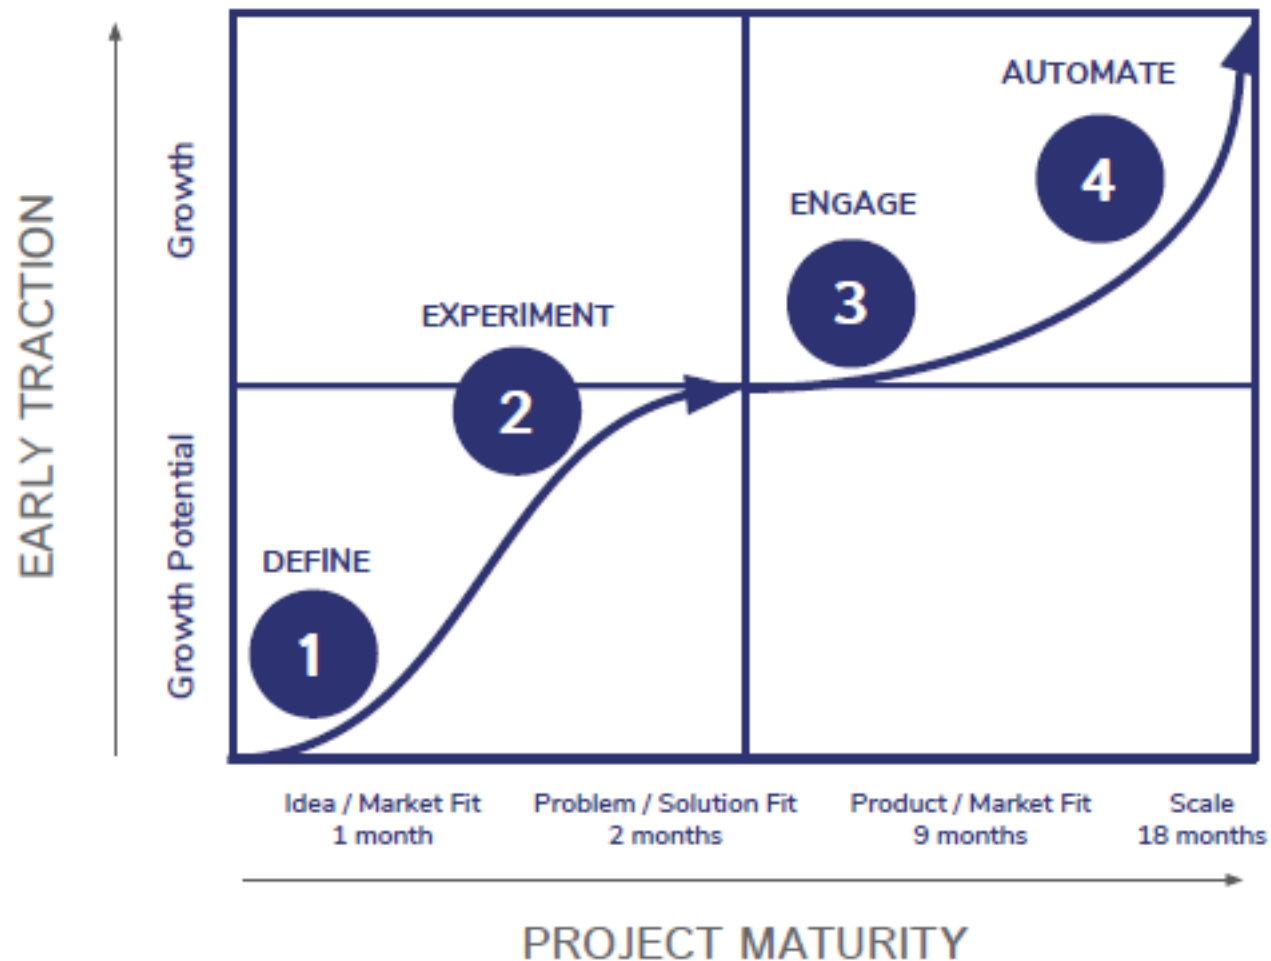 AUTOMATE
4
ENGAGE
3
EXPERIMENT
2
DEFINE
1
EARLY TRACTION
Growth
Growth Potential
Idea / Market Fit
1 month
Problem / Solution Fit
2 months
Product / Market Fit
9 months
Scale
18 months
PROJECT MATURITY